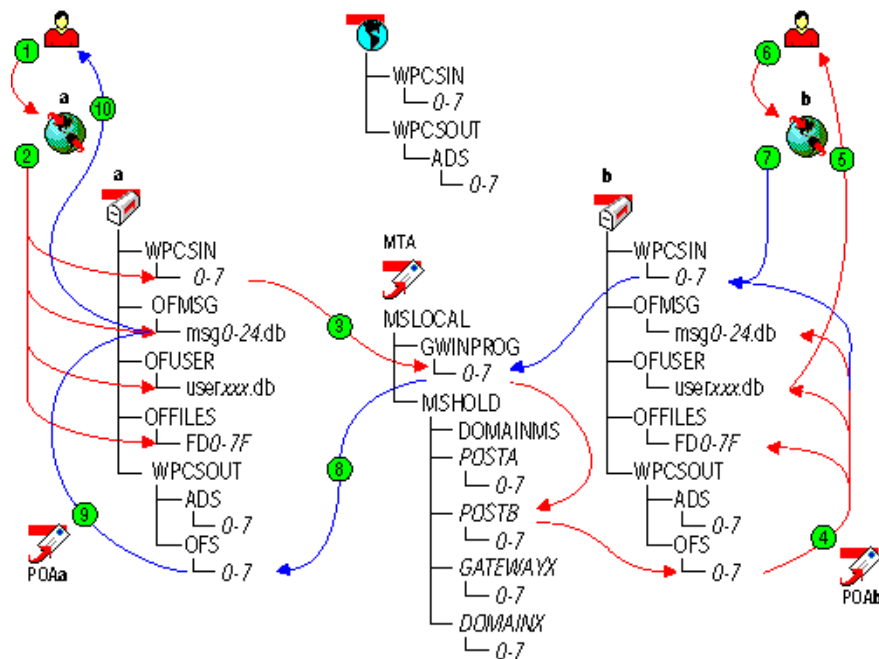 1
6
10
a
WPCSIN
0-7
WPCSOUT
ADS
0-7
b
2
7
5
a
WPCSIN
0-7
OFMSG
msg0-24.db
OFUSER
userxxx.db
OFFILES
FD0-7F
WPCSOUT
ADS
0-7
OFS
0-7
9
POAa
3
8
MTA
MSLOCAL
GWINPROG
0-7
MSHOLD
DOMAINMS
POSTA
0-7
POSTB
0-7
GATEWAYX
0-7
DOMAINX
0-7
b
WPCSIN
0-7
OFMSG
msg0-24.db
OFUSER
userxxx.db
OFFILES
FD0-7F
WPCSOUT
ADS
0-7
OFS
0-7
4
POAb